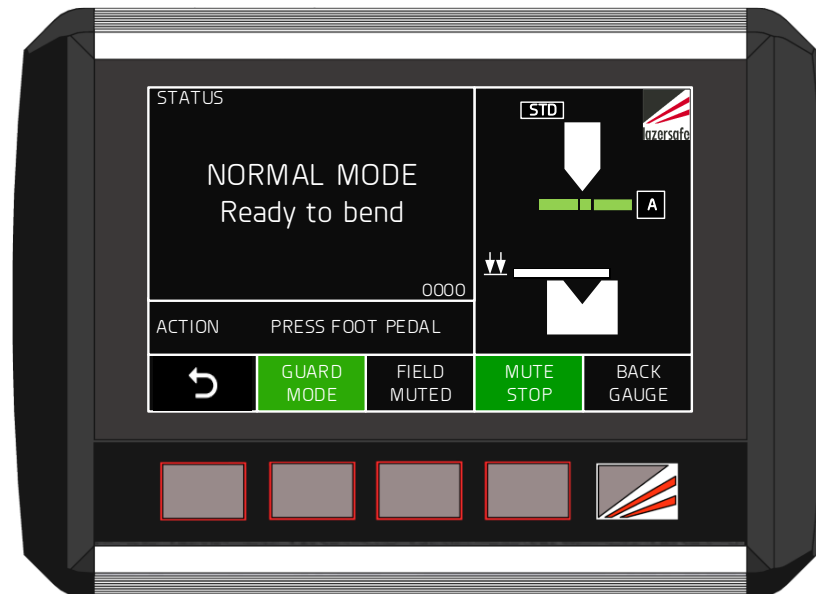 STATUS
NORMAL MODE
Ready to bend
0000
ACTION PRESS FOOT PEDAL
STD
lazersafe
A
GUARD
MODE
FIELD
MUTED
MUTE
STOP
BACK
GAUGE